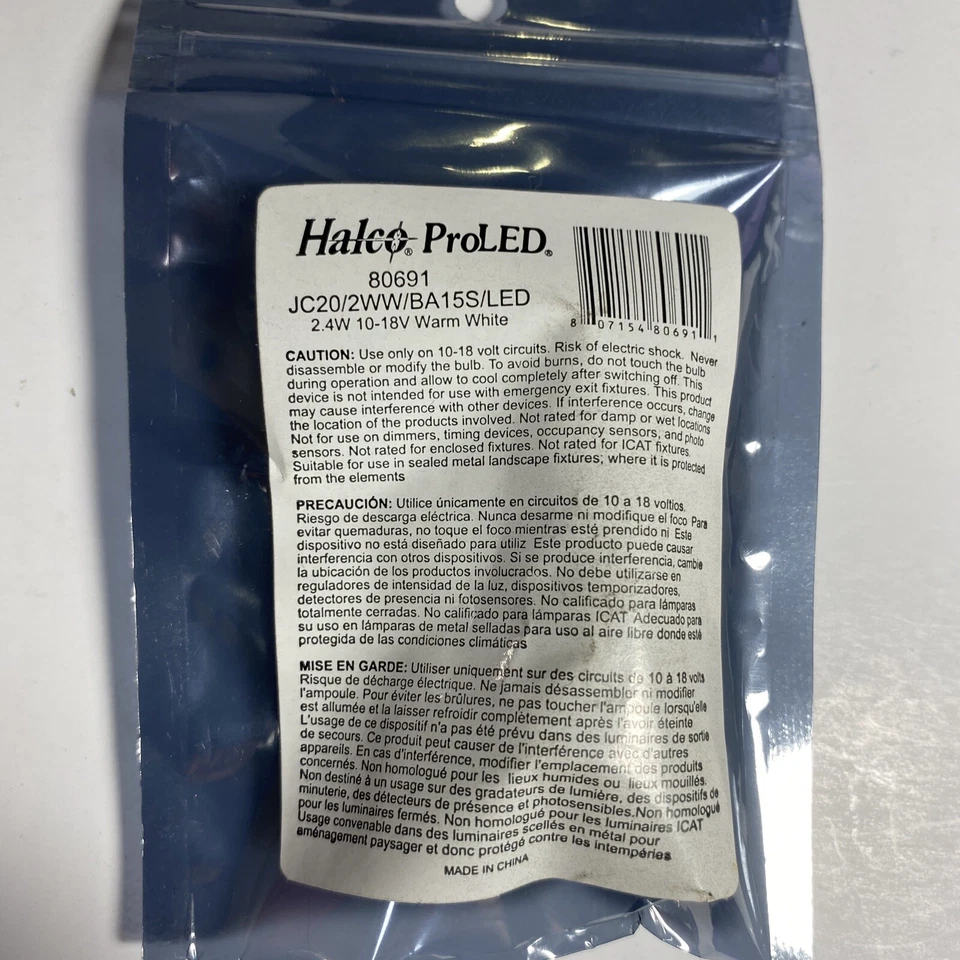 Halco® ProLED®
80691
JC20/2WW/BA15S/LED
2.4W 10-18V Warm White
8 07154 80691 1
CAUTION: Use only on 10-18 volt circuits. Risk of electric shock. Never
disassemble or modify the bulb. To avoid burns, do not touch the bulb
during operation and allow to cool completely after switching off. This
device is not intended for use with emergency exit fixtures. This product
may cause interference with other devices. If interference occurs, change
the location of the products involved. Not rated for damp or wet locations
Not for use on dimmers, timing devices, occupancy sensors, and photo
sensors. Not rated for enclosed fixtures. Not rated for ICAT fixtures.
Suitable for use in sealed metal landscape fixtures; where it is protected
from the elements
PRECAUCIÓN: Utilice únicamente en circuitos de 10 a 18 voltios.
Riesgo de descarga eléctrica. Nunca desarme ni modifique el foco Para
evitar quemaduras, no toque el foco mientras esté prendido ni Este
dispositivo no está diseñado para utiliz Este producto puede causar
interferencia con otros dispositivos. Si se produce interferencia, cambie
la ubicación de los productos involucrados. No debe utilizarse en
reguladores de intensidad de la luz, dispositivos temporizadores,
detectores de presencia ni fotosensores. No calificado para lámparas
totalmente cerradas. No calificado para lámparas ICAT Adecuado para
su uso en lámparas de metal selladas para uso al aire libre donde esté
protegida de las condiciones climáticas
MISE EN GARDE: Utiliser uniquement sur des circuits de 10 à 18 volts
Risque de décharge électrique. Ne jamais désassembler ni modifier
l'ampoule. Pour éviter les brûlures, ne pas toucher l'ampoule lorsqu'elle
est allumée et la laisser refroidir complètement après l'avoir éteinte
L'usage de ce dispositif n'a pas été prévu dans des luminaires de sortie
de secours. Ce produit peut causer de l'interférence avec d'autres
appareils. En cas d'interférence, modifier l'emplacement des produits
concernés. Non homologué pour les lieux humides ou lieux mouillés.
Non destiné à un usage sur des gradateurs de lumière, des dispositifs de
minuterie, des détecteurs de présence et photosensibles.Non homologué
pour les luminaires fermés. Non homologué pour les luminaires ICAT
Usage convenable dans des luminaires scellés en métal pour
aménagement paysager et donc protégé contre les intempéries
MADE IN CHINA